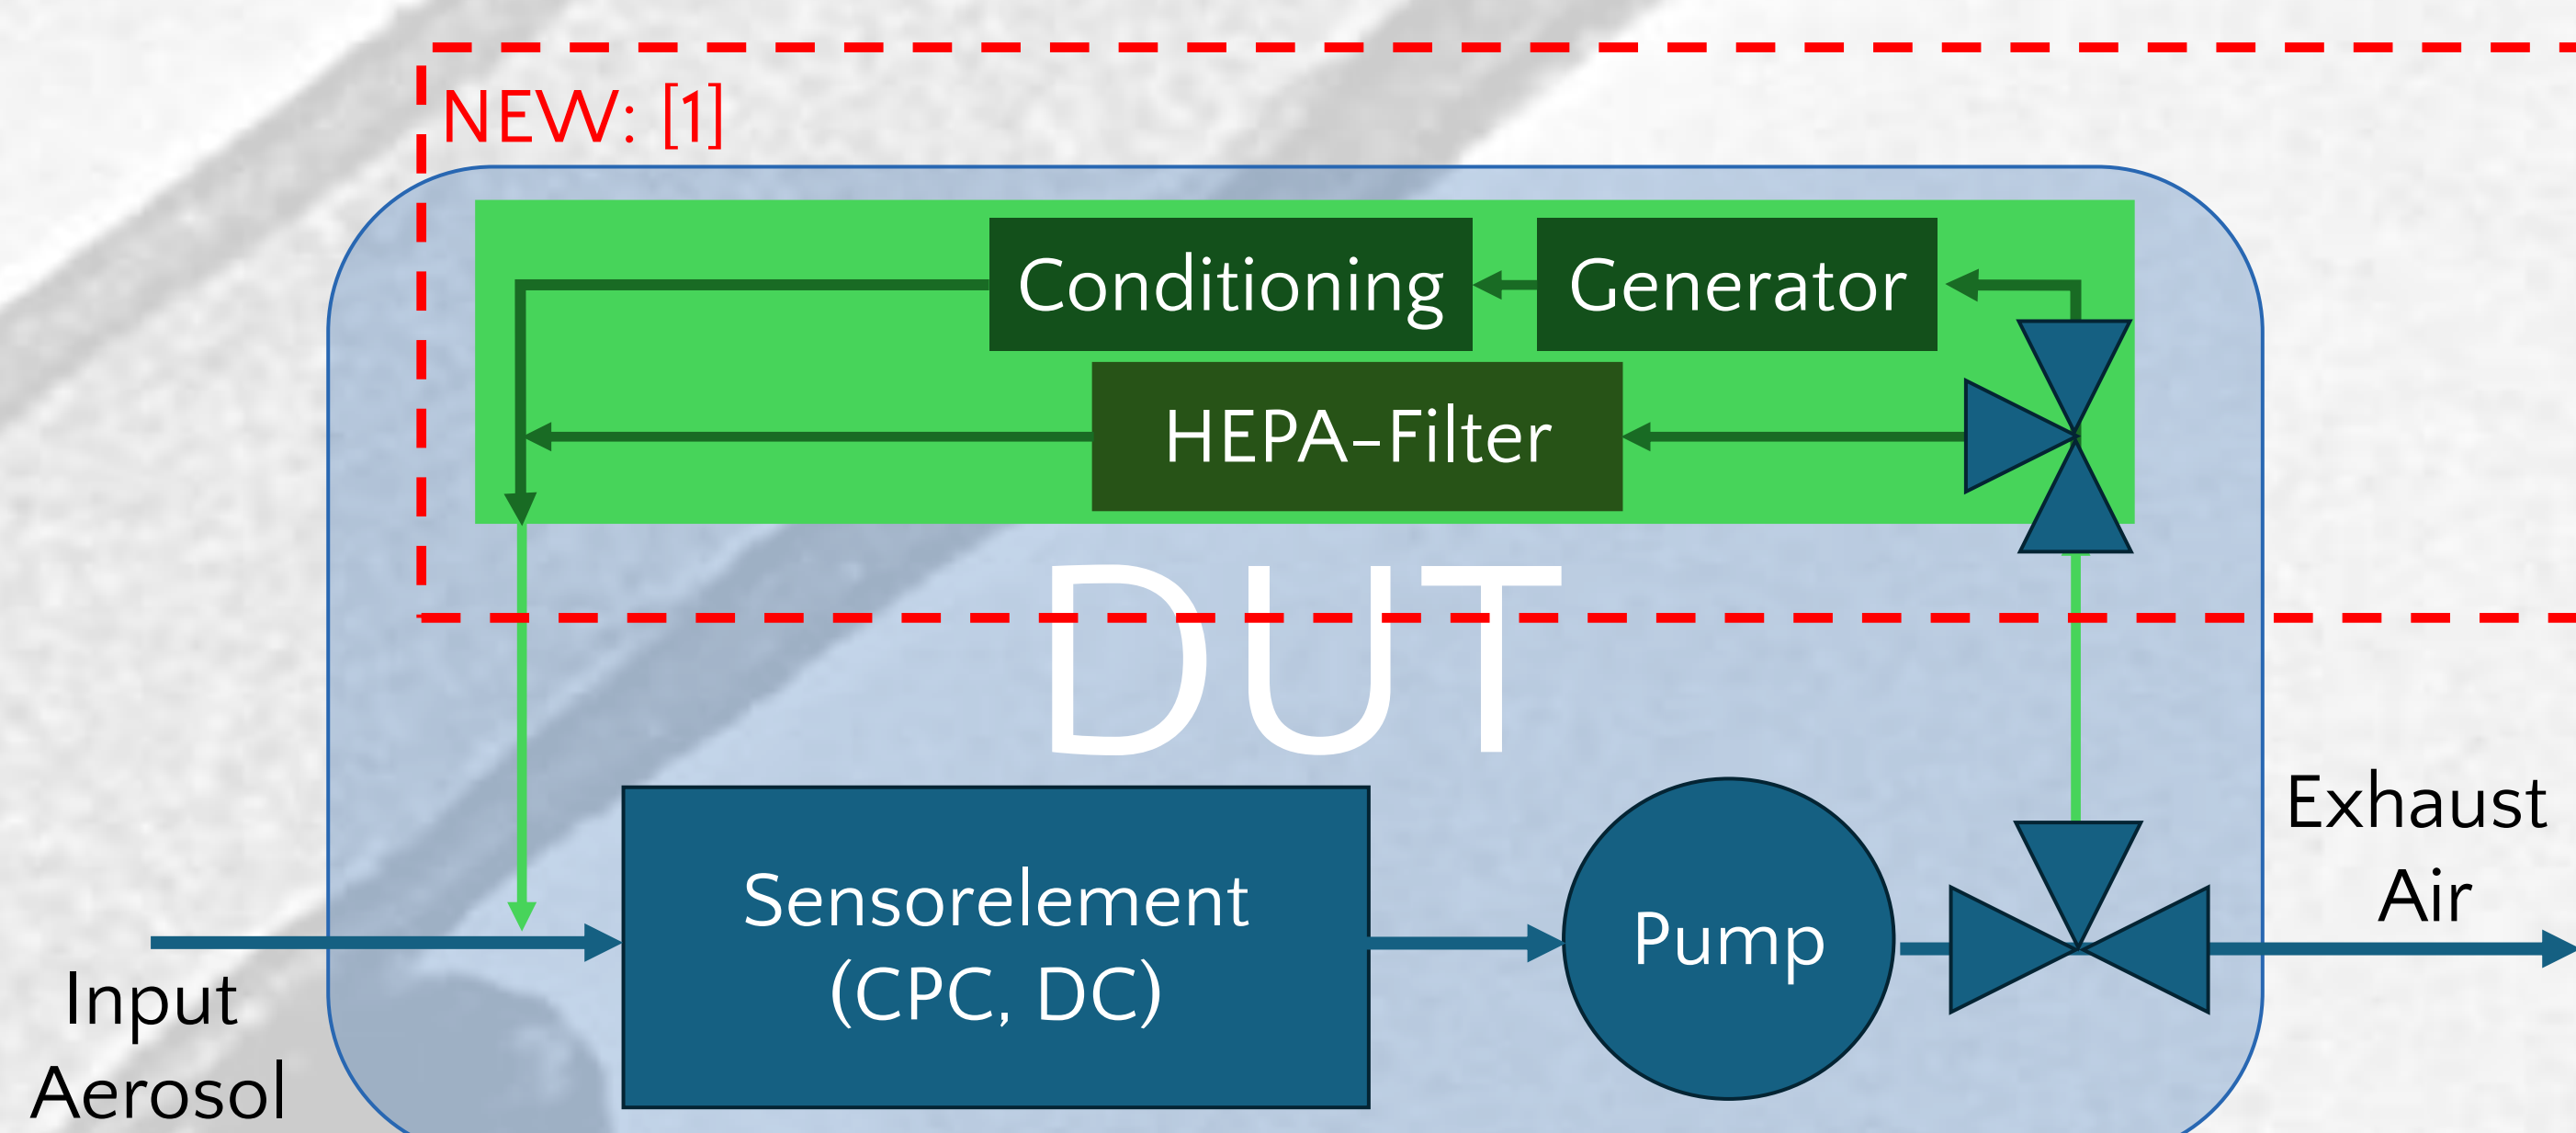 NEW: [1]
Conditioning
Generator
HEPA-Filter
DUT
Sensorelement
(CPC, DC)
Pump
Exhaust
Air
Input
Aerosol